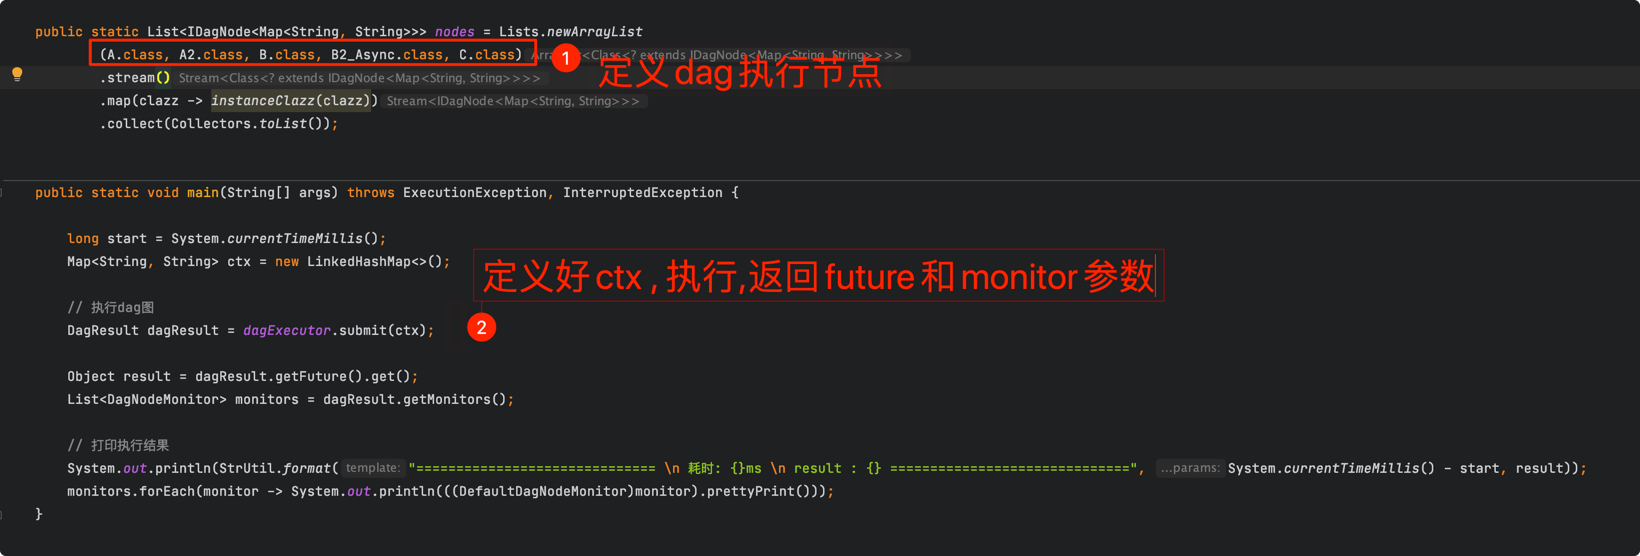 public static List<IDagNode<Map<String, String>>> nodes = Lists.newArrayList
(A.class, A2.class, B.class, B2_Async.class, C.class) <Class<? extends IDagNode<Map<String, String>>>>
1 定义dag执行节点
.stream() Stream<Class<? extends IDagNode<Map<String, String>>>>
.map(clazz -> instanceClazz(clazz)) Stream<IDagNode<Map<String, String>>>
.collect(Collectors.toList());
public static void main(String[] args) throws ExecutionException, InterruptedException {
long start = System.currentTimeMillis();
Map<String, String> ctx = new LinkedHashMap<>();
定义好ctx , 执行,返回future和monitor参数
// 执行dag图
DagResult dagResult = dagExecutor.submit(ctx);
2
Object result = dagResult.getFuture().get();
List<DagNodeMonitor> monitors = dagResult.getMonitors();
// 打印执行结果
System.out.println(StrUtil.format( template: "============================== \n 耗时: {}ms \n result : {} ==============================", ...params: System.currentTimeMillis() - start, result));
monitors.forEach(monitor -> System.out.println(((DefaultDagNodeMonitor)monitor).prettyPrint()));
}